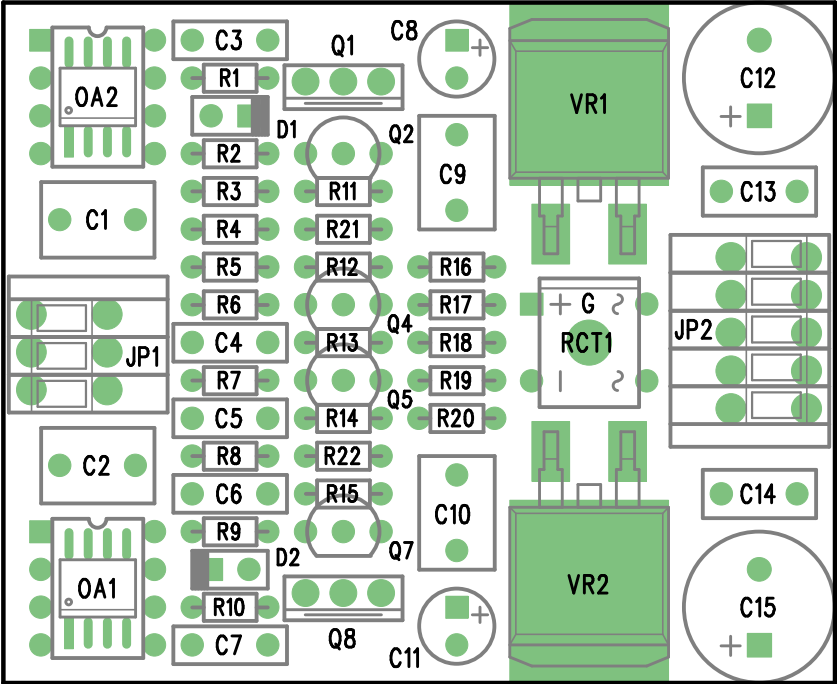 C3
Q1
C8
+
OA2
R1
VR1
C12
+
D1
Q2
R2
C9
R3
R11
C13
C1
R4
R21
R5
R12
R16
R6
R17
+ G ~
Q4
JP1
C4
R13
R18
RCT1
JP2
R7
R19
- ~
Q5
C5
R14
R20
C2
R8
R22
C6
R15
C14
C10
R9
Q7
D2
OA1
VR2
R10
C15
+
Q8
C7
C11
+